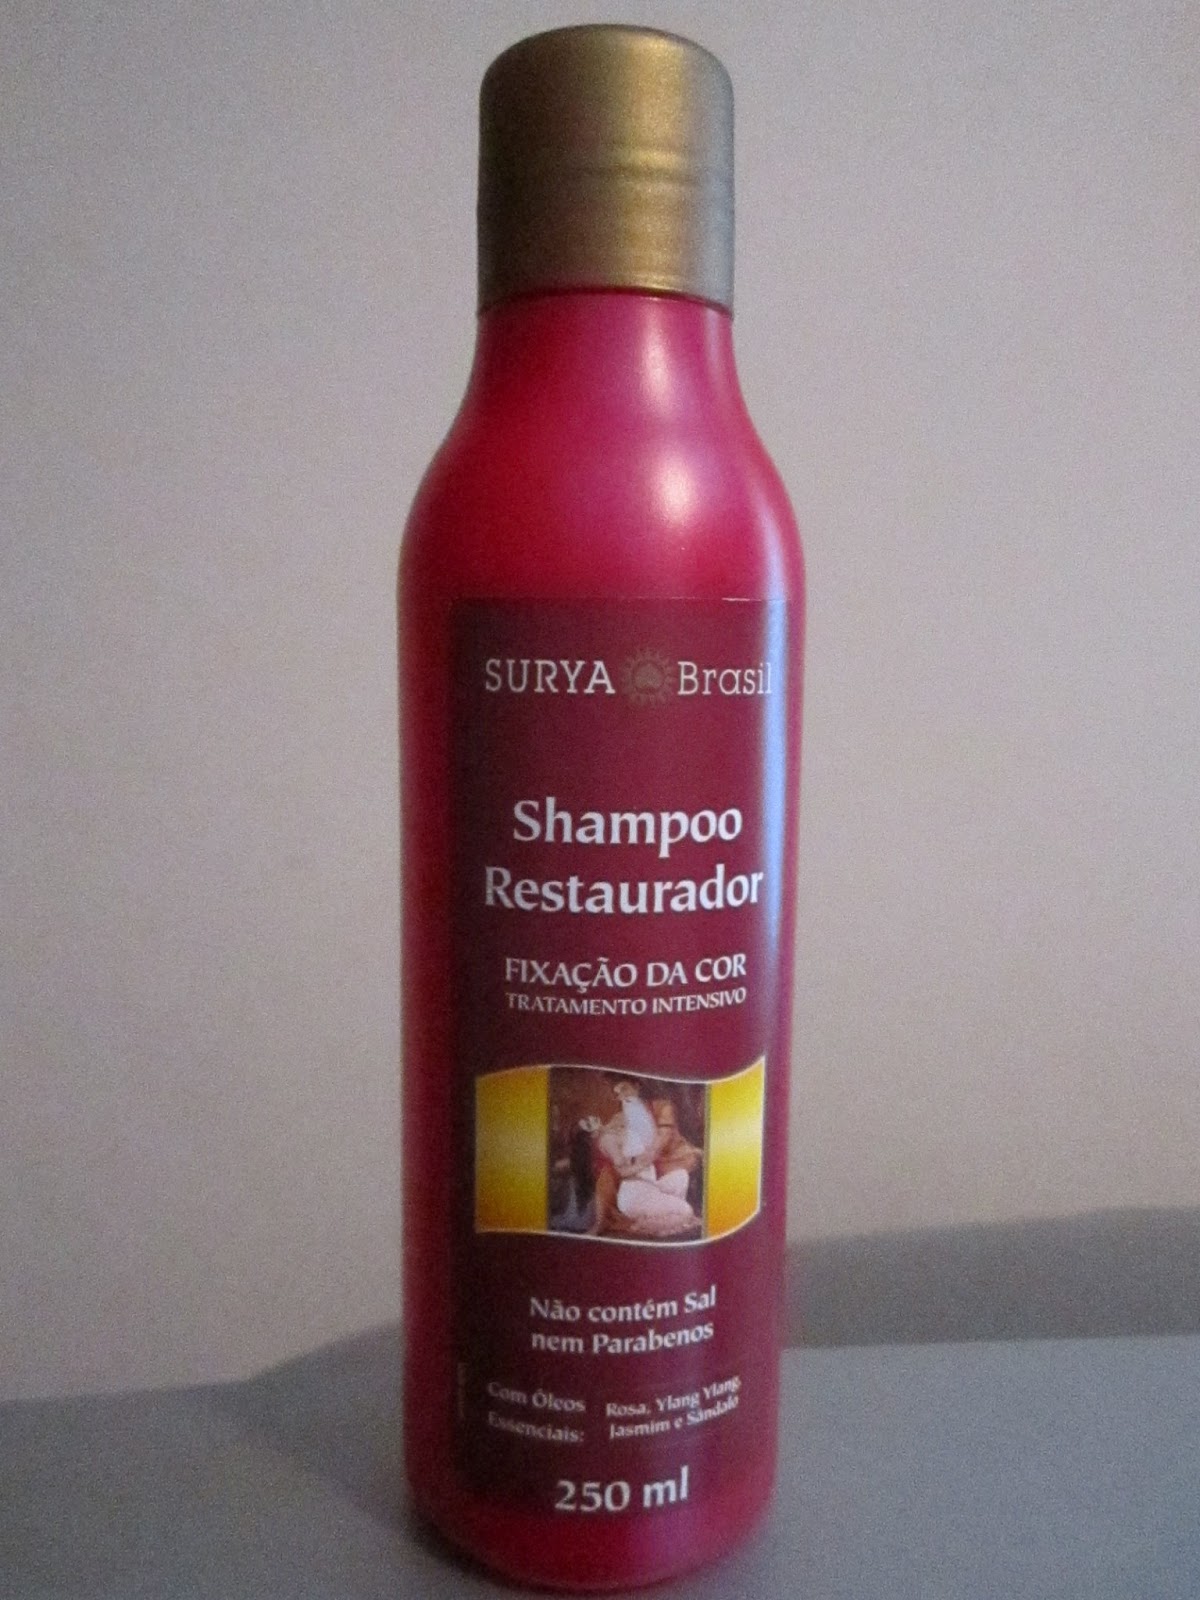 SURYA Brasil
Shampoo
Restaurador
FIXAÇÃO DA COR
TRATAMENTO INTENSIVO
Não contém Sal
nem Parabenos
Com Óleos
Essenciais:
Rosa, Ylang Ylang,
Jasmim e Sândalo
250 ml